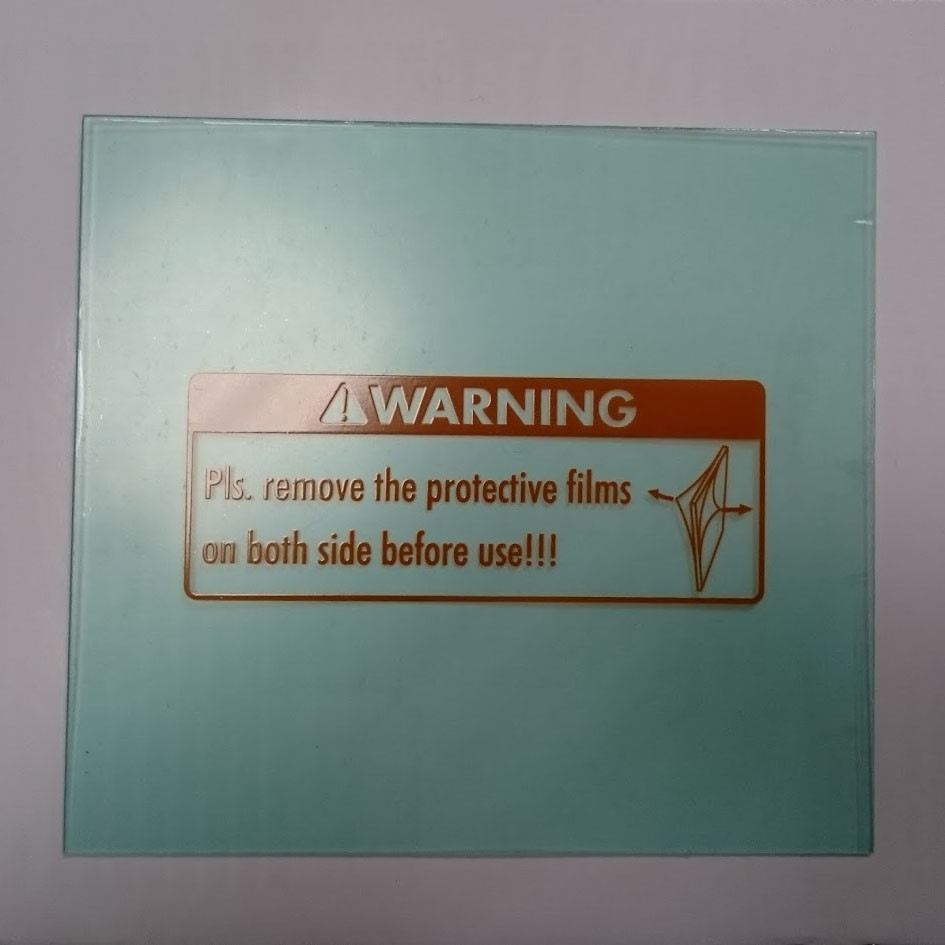 WARNING
Pls. remove the protective films
on both side before use!!!